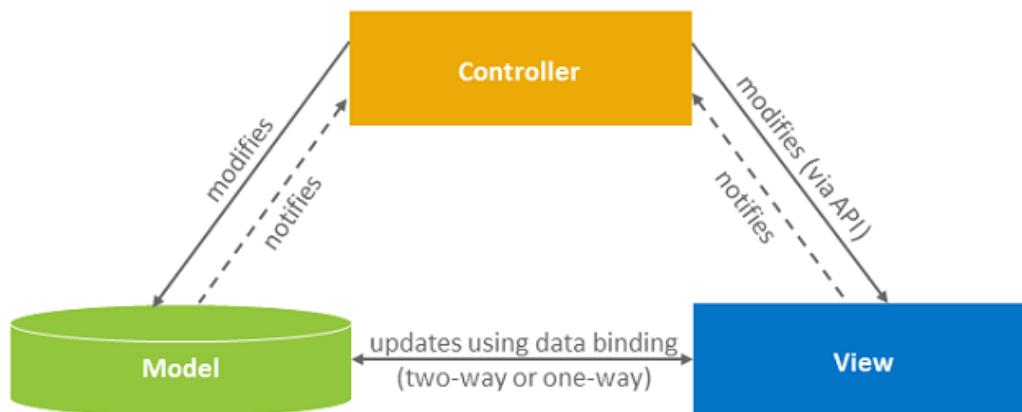 Controller
modifies
notifies
modifies (via API)
notifies
updates using data binding
(two-way or one-way)
Model
View